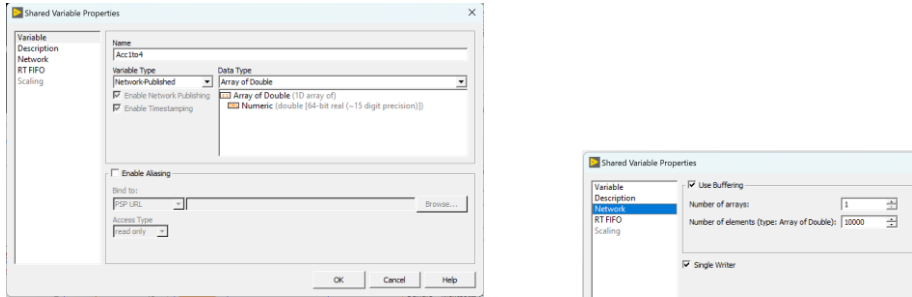 Shared Variable Properties
Variable
Description
Network
RT FIFO
Scaling
Name
Acc1to4
Variable Type
Data Type
Network-Published
Array of Double
Enable Network Publishing
Enable Timestamping
Array of Double (1D array of)
Numeric (double [64-bit real (~15 digit precision)])
Enable Aliasing
Bind to:
PSP URL
Browse...
Access Type
read only
OK
Cancel
Help
Shared Variable Properties
Variable
Description
Network
RT FIFO
Scaling
Use Buffering
Number of arrays:
1
Number of elements (type: Array of Double):
10000
Single Writer